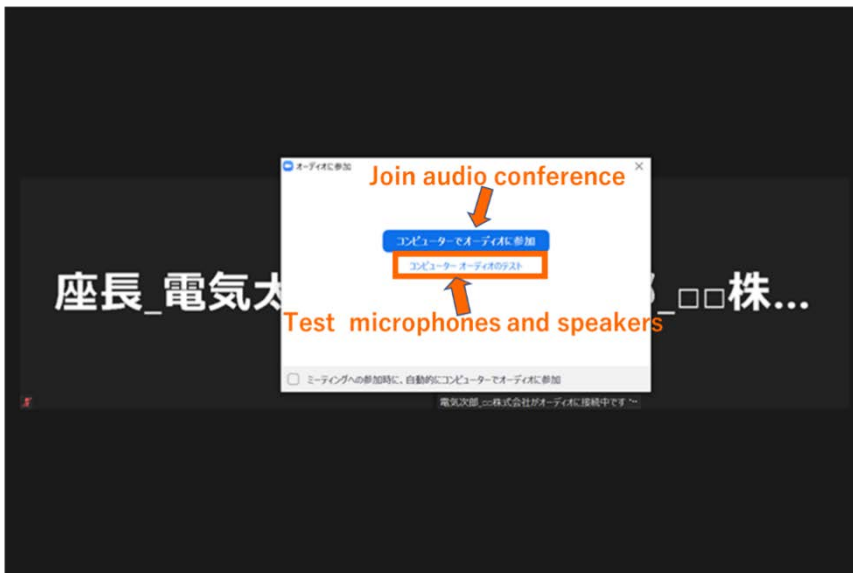 オーディオに参加
Join audio conference
コンピューターでオーディオに参加
コンピューター オーディオのテスト
座長_電気太
_□□株...
Test microphones and speakers
ミーティングへの参加時に、自動的にコンピューターでオーディオに参加
電気次郎_□□株式会社がオーディオに接続中です